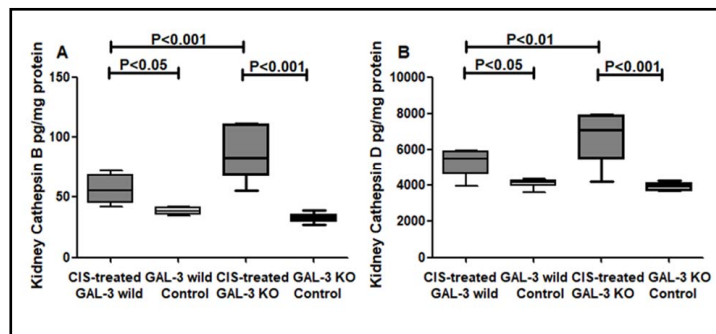 A
P<0.001
P<0.05
P<0.001
Kidney Cathepsin B pg/mg protein
150
100
50
0
CIS-treated GAL-3 wild CIS-treated GAL-3 KO
GAL-3 wild Control GAL-3 KO Control
B
P<0.01
P<0.05
P<0.001
Kidney Cathepsin D pg/mg protein
10000
8000
6000
4000
2000
0
CIS-treated GAL-3 wild CIS-treated GAL-3 KO
GAL-3 wild Control GAL-3 KO Control